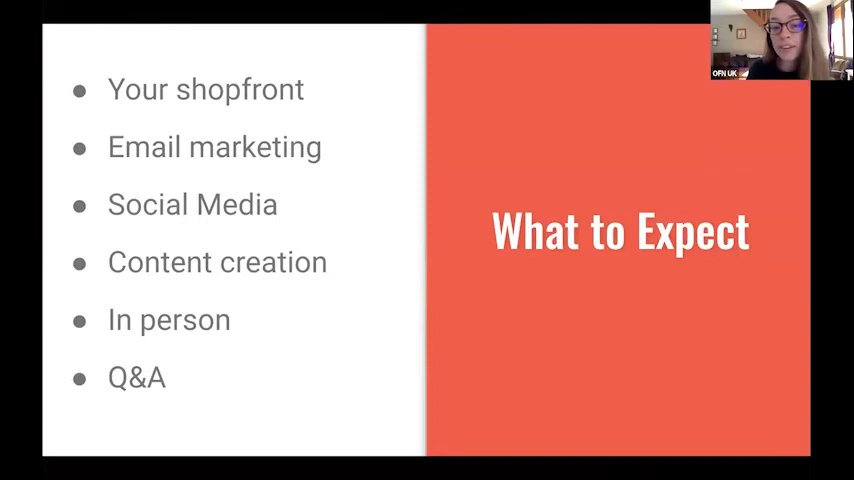 Your shopfront
Email marketing
Social Media
Content creation
In person
Q&A
What to Expect
OFN UK